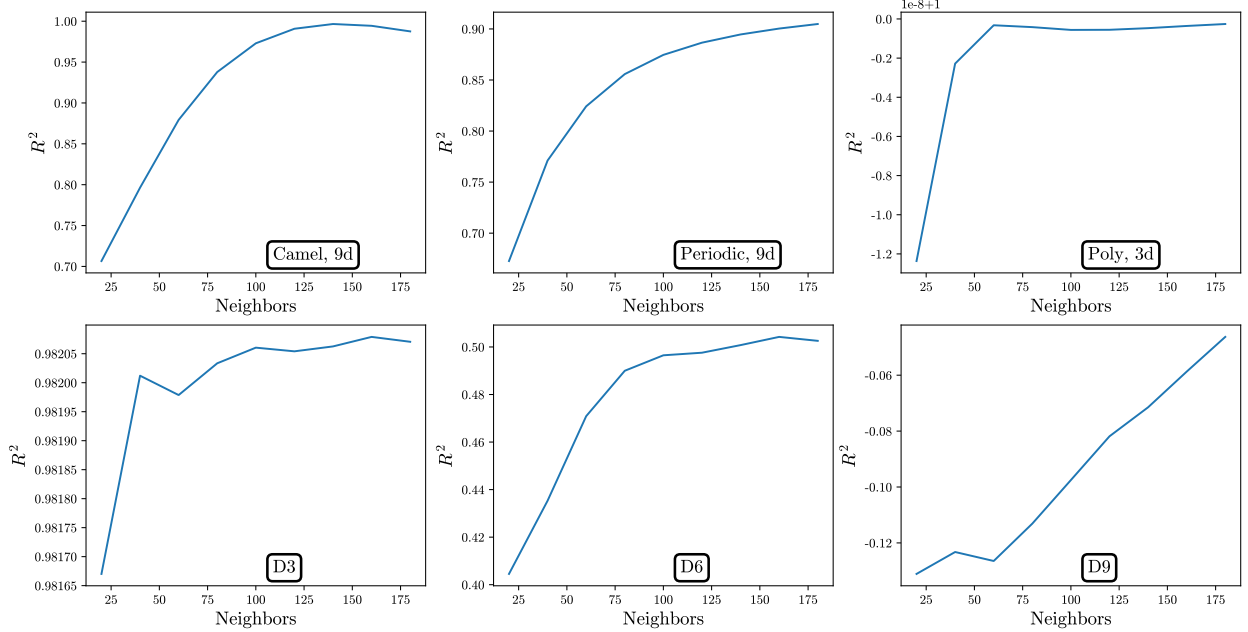 1.00
0.95
0.90
0.85
0.80
0.75
0.70
R²
Camel, 9d
25 50 75 100 125 150 175
Neighbors
0.90
0.85
0.80
0.75
0.70
R²
Periodic, 9d
25 50 75 100 125 150 175
Neighbors
1e-8+1
0.0
-0.2
-0.4
-0.6
-0.8
-1.0
-1.2
R²
Poly, 3d
25 50 75 100 125 150 175
Neighbors
0.98205
0.98200
0.98195
0.98190
0.98185
0.98180
0.98175
0.98170
0.98165
R²
D3
25 50 75 100 125 150 175
Neighbors
0.50
0.48
0.46
0.44
0.42
0.40
R²
D6
25 50 75 100 125 150 175
Neighbors
-0.06
-0.08
-0.10
-0.12
R²
D9
25 50 75 100 125 150 175
Neighbors